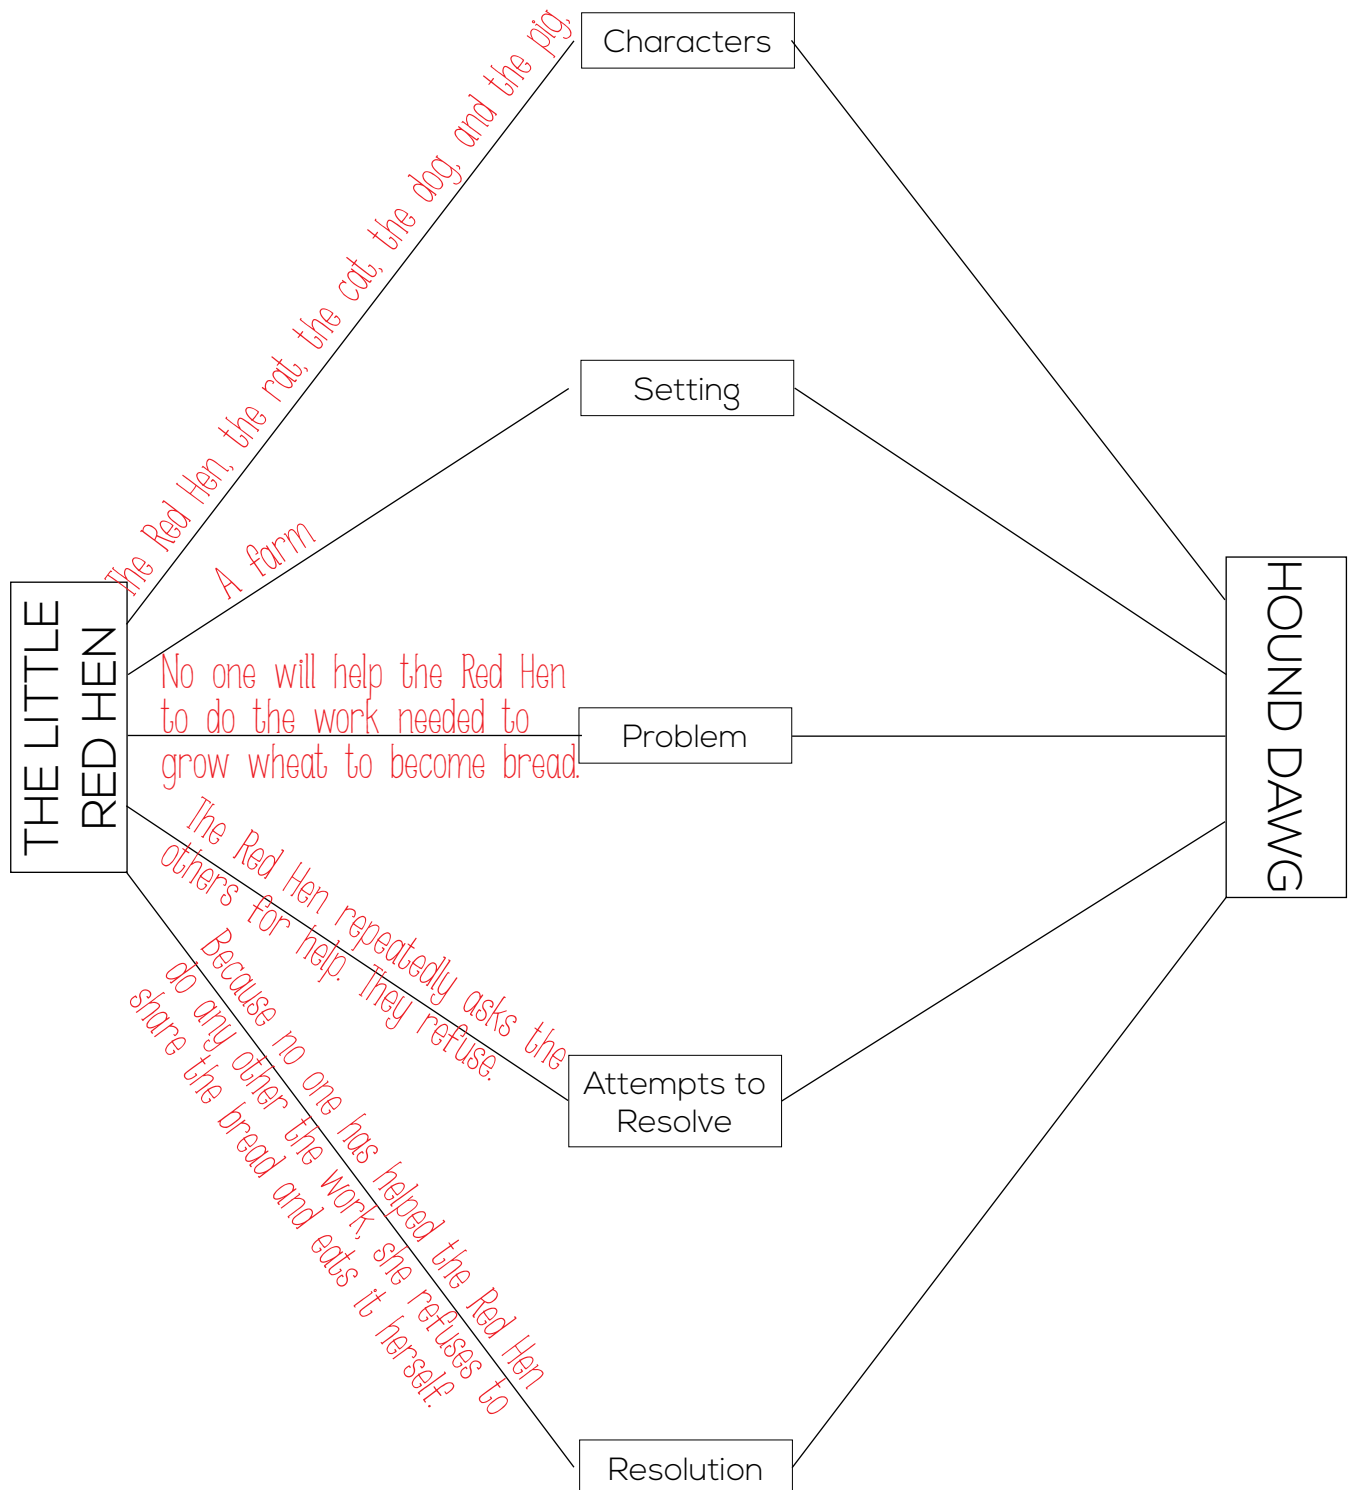 Characters
The Red Hen, the rat, the cat, the dog, and the pig.
Setting
A farm
THE LITTLE
RED HEN
HOUND DAWG
No one will help the Red Hen
to do the work needed to
grow wheat to become bread.
Problem
The Red Hen repeatedly asks the
others for help. They refuse.
Attempts to
Resolve
Because no one has helped the Red Hen
do any other the work, she refuses to
share the bread and eats it herself.
Resolution